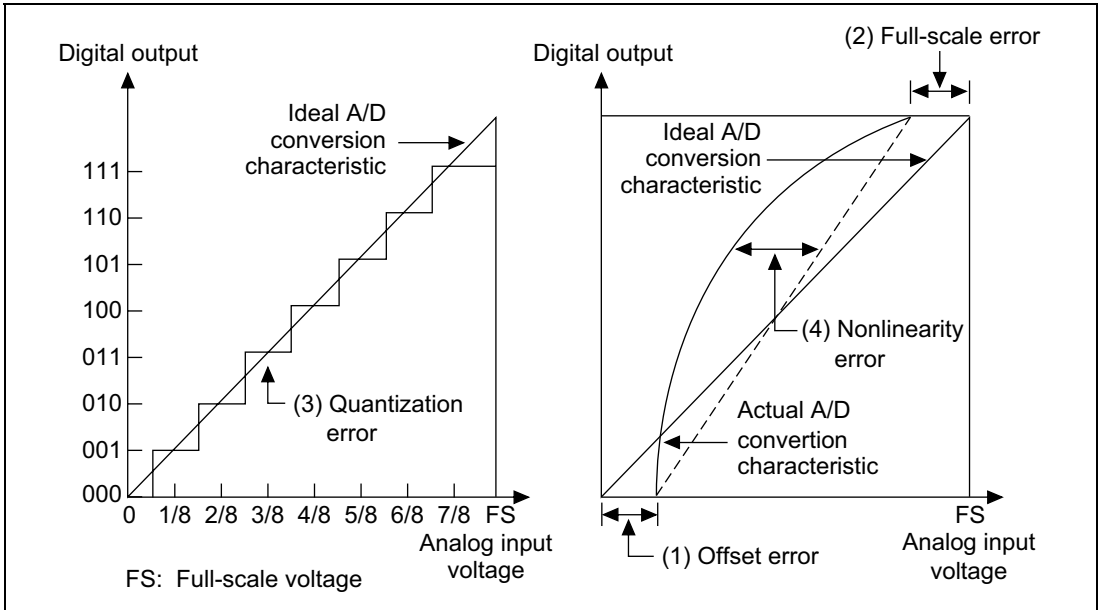 Digital output
Ideal A/D
conversion
characteristic
111
110
101
100
011
010
001
000
(3) Quantization
error
0 1/8 2/8 3/8 4/8 5/8 6/8 7/8 FS
Analog input
voltage
FS: Full-scale voltage
(2) Full-scale error
Digital output
Ideal A/D
conversion
characteristic
(4) Nonlinearity
error
Actual A/D
convertion
characteristic
FS
(1) Offset error
Analog input
voltage